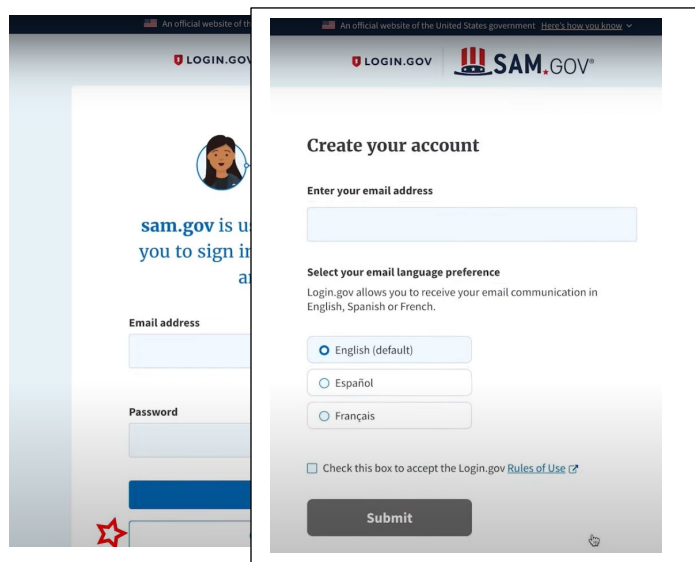 An official website of th
LOGIN.GOV
sam.gov is
you to sign in
Email address
Password
An official website of the United States government Here's how you know
LOGIN.GOV SAM.GOV®
Create your account
Enter your email address
Select your email language preference
Login.gov allows you to receive your email communication in
English, Spanish or French.
English (default)
Español
Français
Check this box to accept the Login.gov Rules of Use
Submit